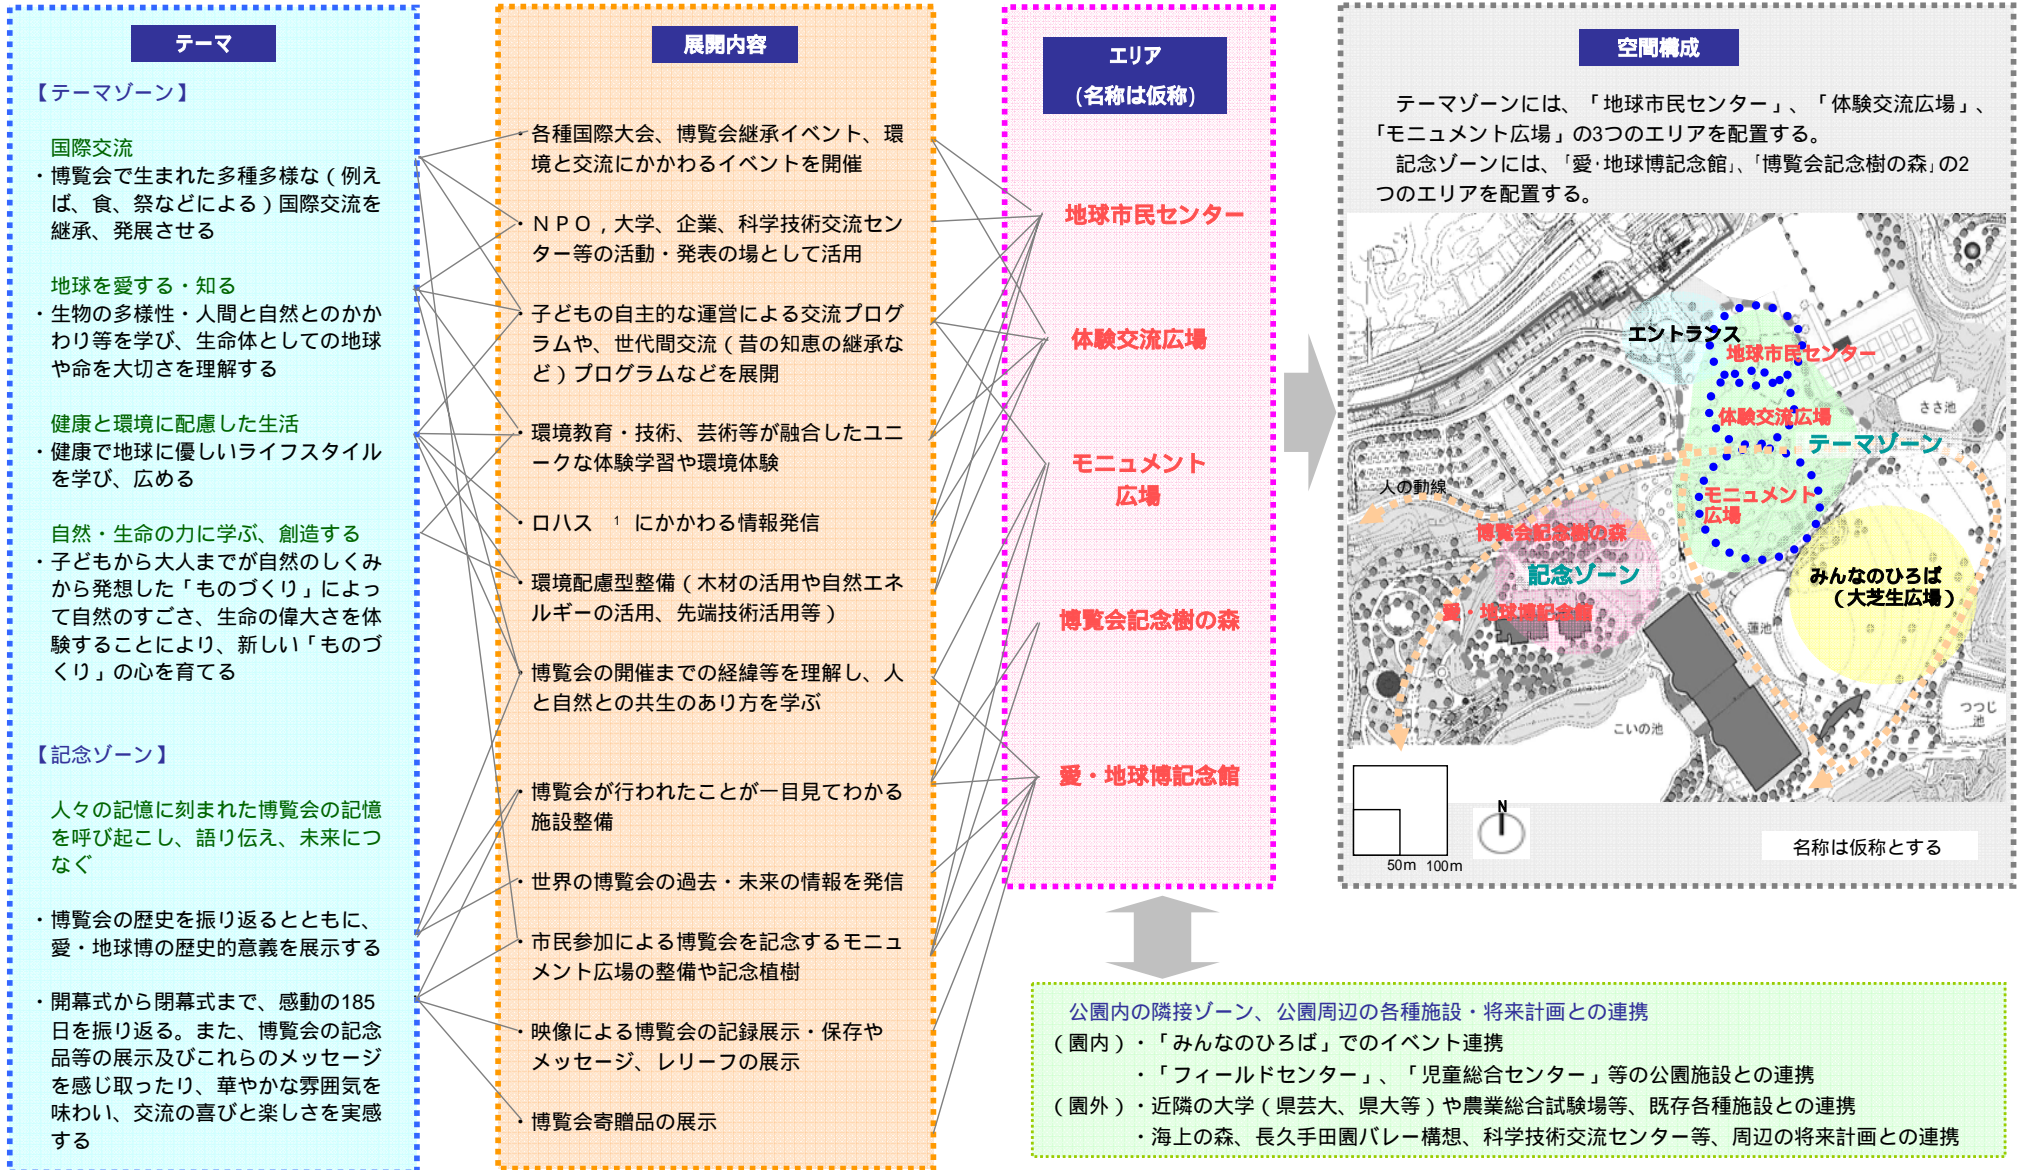 テーマ
【テーマゾーン】
国際交流
・博覧会で生まれた多種多様な（例え
ば、食、祭などによる）国際交流を
継承、発展させる
地球を愛する・知る
・生物の多様性・人間と自然とのかか
わり等を学び、生命体としての地球
や命を大切さを理解する
健康と環境に配慮した生活
・健康で地球に優しいライフスタイル
を学び、広める
自然・生命の力に学ぶ、創造する
・子どもから大人までが自然のしくみ
から発想した「ものづくり」によっ
て自然のすごさ、生命の偉大さを体
験することにより、新しい「ものづ
くり」の心を育てる
【記念ゾーン】
人々の記憶に刻まれた博覧会の記憶
を呼び起こし、語り伝え、未来につ
なぐ
・博覧会の歴史を振り返るとともに、
愛・地球博の歴史的意義を展示する
・開幕式から閉幕式まで、感動の185
日を振り返る。また、博覧会の記念
品等の展示及びこれらのメッセージ
を感じ取ったり、華やかな雰囲気を
味わい、交流の喜びと楽しさを実感
する
展開内容
・各種国際大会、博覧会継承イベント、環
境と交流にかかわるイベントを開催
・ＮＰＯ，大学、企業、科学技術交流セン
ター等の活動・発表の場として活用
・子どもの自主的な運営による交流プログ
ラムや、世代間交流（昔の知恵の継承な
ど）プログラムなどを展開
・環境教育・技術、芸術等が融合したユニ
ークな体験学習や環境体験
・ロハス 1 にかかわる情報発信
・環境配慮型整備（木材の活用や自然エネ
ルギーの活用、先端技術活用等）
・博覧会の開催までの経緯等を理解し、人
と自然との共生のあり方を学ぶ
・博覧会が行われたことが一目見てわかる
施設整備
・世界の博覧会の過去・未来の情報を発信
・市民参加による博覧会を記念するモニュ
メント広場の整備や記念植樹
・映像による博覧会の記録展示・保存や
メッセージ、レリーフの展示
・博覧会寄贈品の展示
エリア
(名称は仮称)
地球市民センター
体験交流広場
モニュメント
広場
博覧会記念樹の森
愛・地球博記念館
空間構成
テーマゾーンには、「地球市民センター」、「体験交流広場」、
「モニュメント広場」の3つのエリアを配置する。
記念ゾーンには、「愛・地球博記念館」、「博覧会記念樹の森」の2
つのエリアを配置する。
エントランス
地球市民センター
ささ池
体験交流広場
テーマゾーン
人の動線
モニュメント
広場
博覧会記念樹の森
記念ゾーン
みんなのひろば
（大芝生広場）
愛・地球博記念館
蓮池
つつじ
池
こいの池
N
50m 100m
名称は仮称とする
公園内の隣接ゾーン、公園周辺の各種施設・将来計画との連携
（園内）・「みんなのひろば」でのイベント連携
・「フィールドセンター」、「児童総合センター」等の公園施設との連携
（園外）・近隣の大学（県芸大、県大等）や農業総合試験場等、既存各種施設との連携
・海上の森、長久手田園バレー構想、科学技術交流センター等、周辺の将来計画との連携